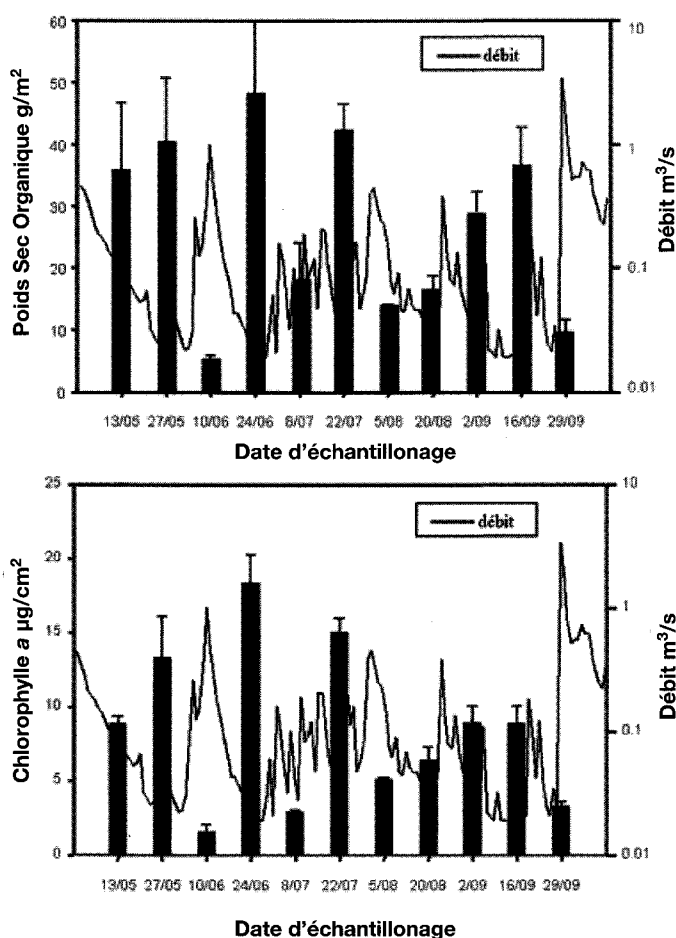 60
50
40
30
20
10
0
Poids Sec Organique g/m²
débit
10
1
0.1
0.01
Débit m³/s
13/05 27/05 10/06 24/06 8/07 22/07 5/08 20/08 2/09 16/09 29/09
Date d'échantillonage
25
20
15
10
5
0
Chlorophylle a µg/cm²
débit
10
1
0.1
0.01
Débit m³/s
13/05 27/05 10/06 24/06 8/07 22/07 5/08 20/08 2/09 16/09 29/09
Date d'échantillonage